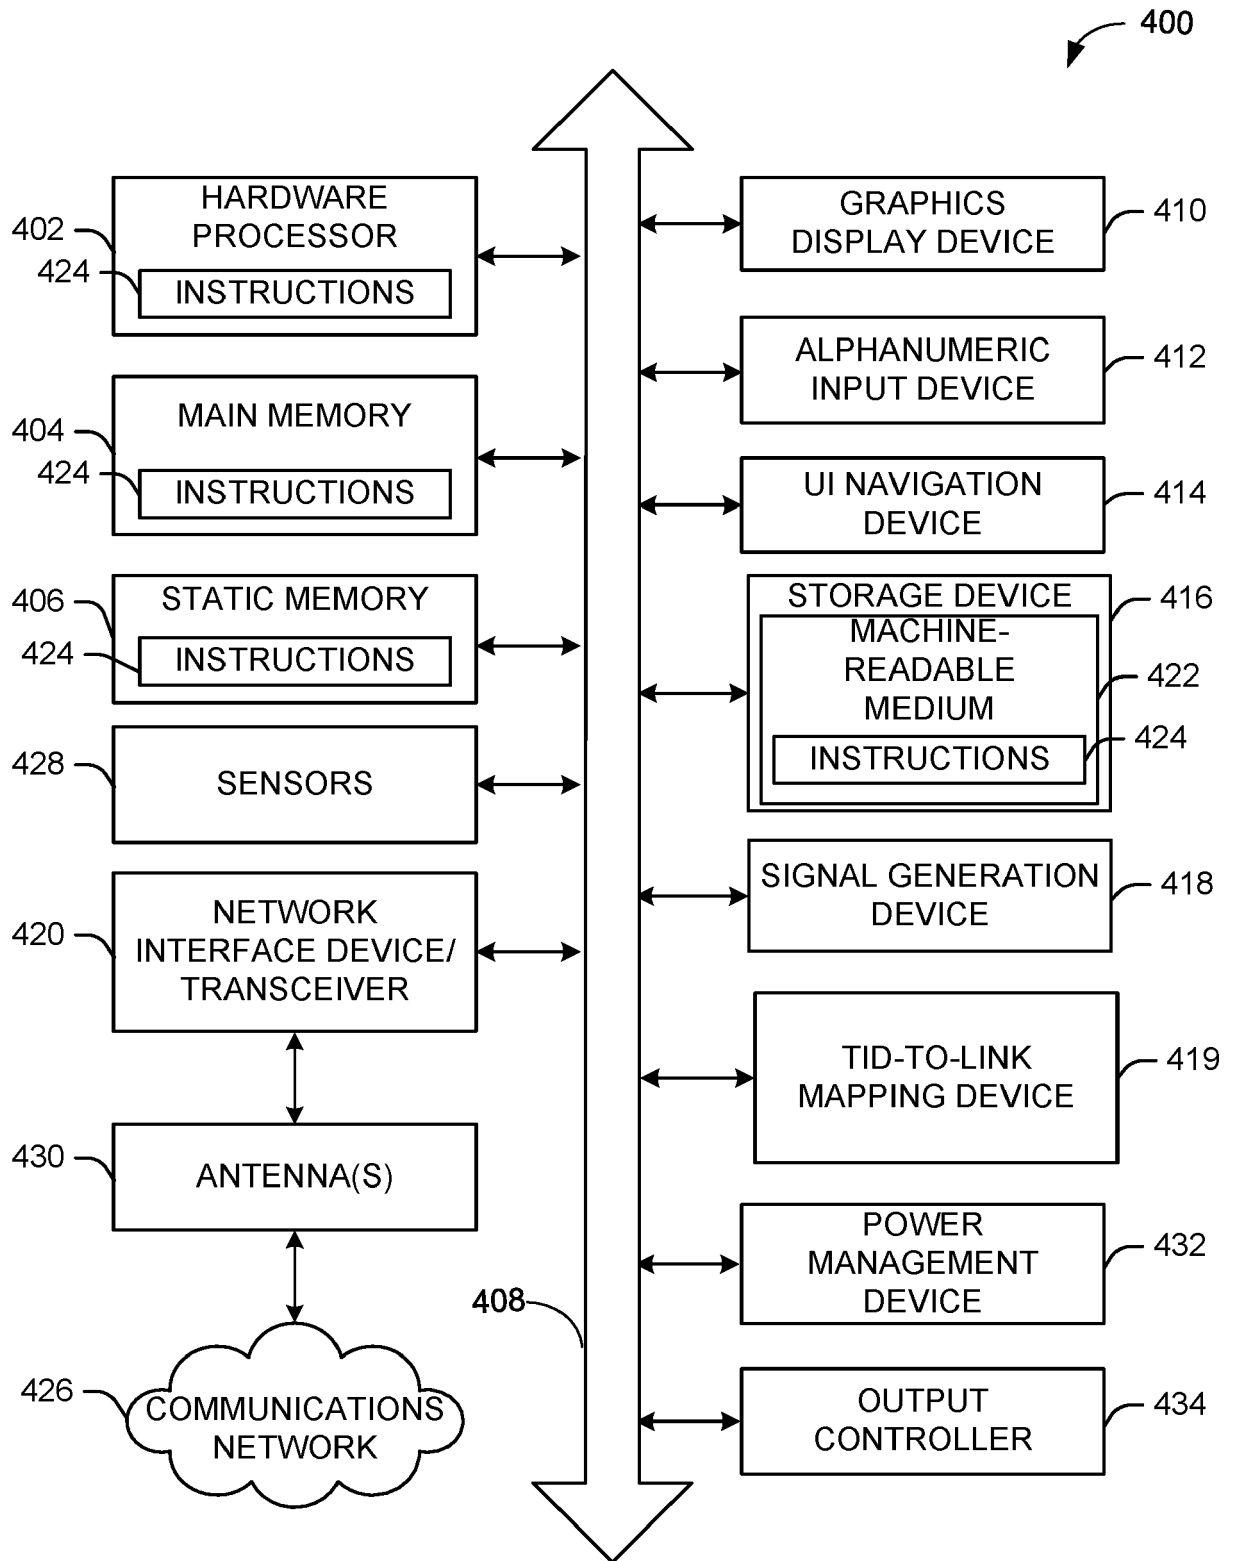 400
HARDWARE
PROCESSOR
402
424
INSTRUCTIONS
MAIN MEMORY
404
424
INSTRUCTIONS
STATIC MEMORY
406
424
INSTRUCTIONS
428
SENSORS
NETWORK
INTERFACE DEVICE/
TRANSCEIVER
420
430
ANTENNA(S)
408
426
COMMUNICATIONS
NETWORK
GRAPHICS
DISPLAY DEVICE
410
ALPHANUMERIC
INPUT DEVICE
412
UI NAVIGATION
DEVICE
414
STORAGE DEVICE
416
MACHINE-
READABLE
MEDIUM
422
INSTRUCTIONS
424
SIGNAL GENERATION
DEVICE
418
TID-TO-LINK
MAPPING DEVICE
419
POWER
MANAGEMENT
DEVICE
432
OUTPUT
CONTROLLER
434